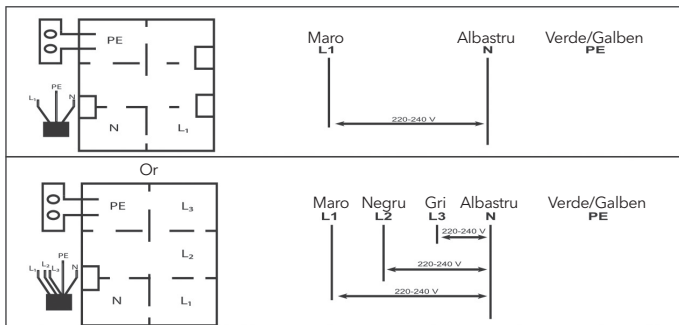 PE
L₁ PE N
N L₁
Maro Albastru Verde/Galben
L1 N PE
220-240 V
Or
PE L₃
L₂
L₁ L₂ L₃ PE N
N L₁
Maro Negru Gri Albastru Verde/Galben
L1 L2 L3 N PE
220-240 V
220-240 V
220-240 V